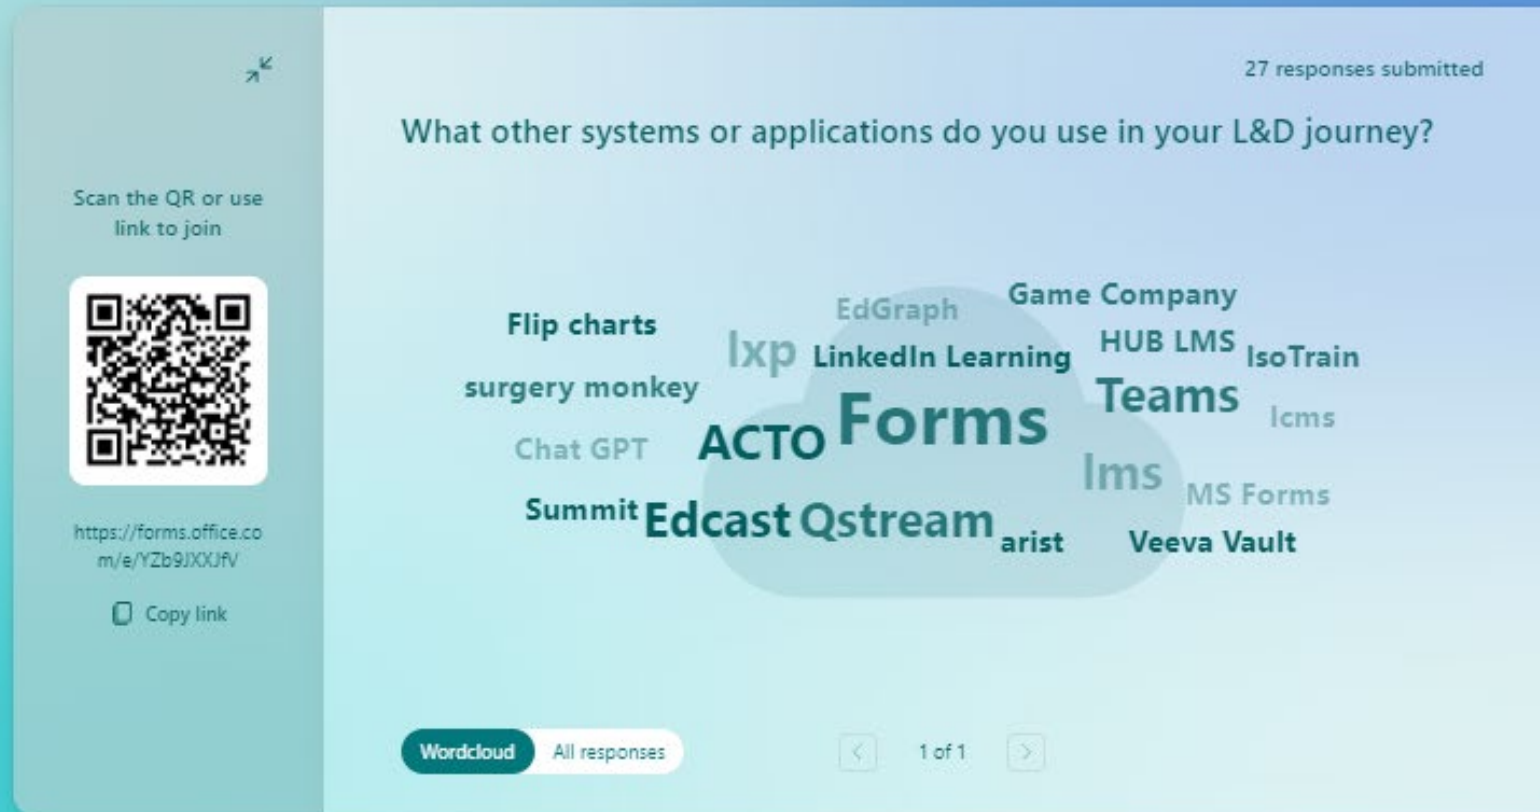 27 responses submitted
What other systems or applications do you use in your L&D journey?
Scan the QR or use
link to join
https://forms.office.co
m/e/YZb9JXXJfV
Copy link
Game Company
EdGraph
Flip charts
HUB LMS
lxp
LinkedIn Learning
IsoTrain
surgery monkey
Teams
Forms
lcms
ACTO
Chat GPT
lms
MS Forms
Summit
Edcast
Qstream
arist
Veeva Vault
Wordcloud
All responses
1 of 1